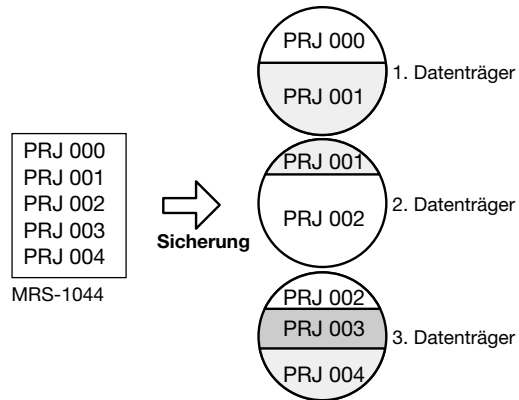 PRJ 000
PRJ 001
PRJ 002
PRJ 003
PRJ 004
MRS-1044
Sicherung
PRJ 000
PRJ 001
1. Datenträger
PRJ 001
PRJ 002
2. Datenträger
PRJ 002
PRJ 003
PRJ 004
3. Datenträger